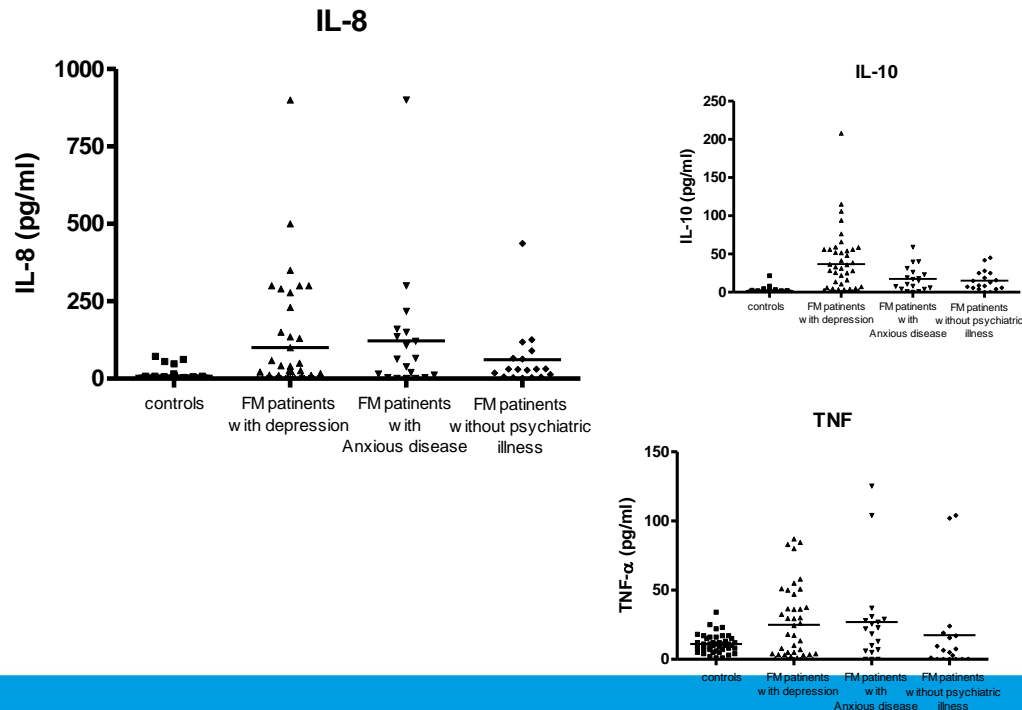 IL-8
1000
750
500
250
0
IL-8 (pg/ml)
controls
FM patinents
with depression
FM patinents
with
Anxious disease
FM patinents
without psychiatric
illness
IL-10
250
200
150
100
50
0
IL-10 (pg/ml)
controls
FM patinents
with depression
FM patinents
with
Anxious disease
FM patinents
without psychiatric
illness
TNF
150
100
50
0
TNF-α (pg/ml)
controls
FM patinents
with depression
FM patinents
with
Anxious disease
FM patinents
without psychiatric
illness